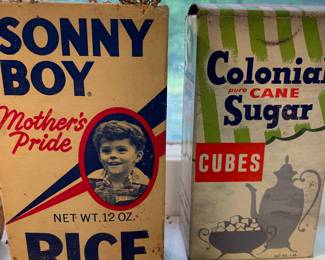 SONNY
BOY®
Mother's
Pride
NET WT. 12 OZ.
RICE
Colonial
pure CANE
Sugar
CUBES